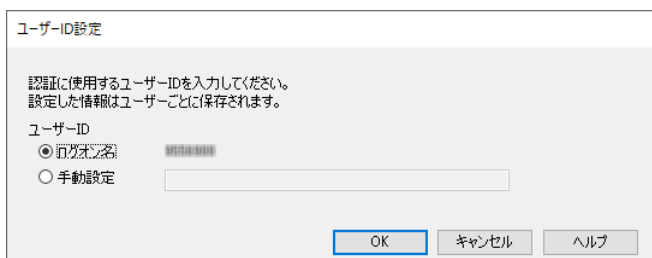 ユーザーID設定
認証に使用するユーザーIDを入力してください。
設定した情報はユーザーごとに保存されます。
ユーザーID
ログオン名
手動設定
OK キャンセル ヘルプ